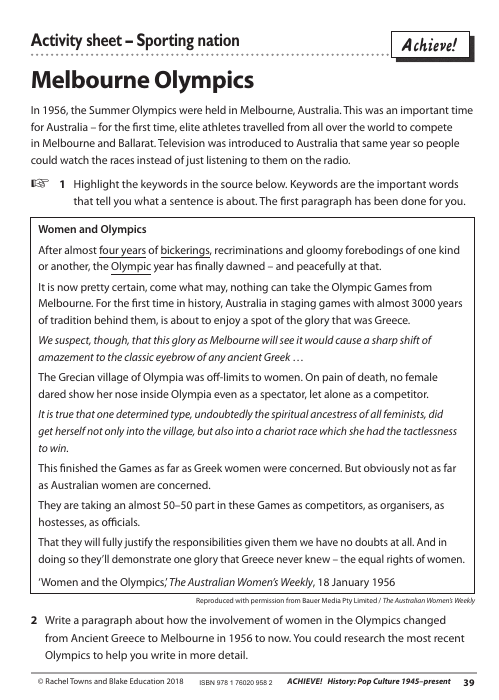 Activity sheet – Sporting nation
Achieve!
Melbourne Olympics
In 1956, the Summer Olympics were held in Melbourne, Australia. This was an important time
for Australia – for the first time, elite athletes travelled from all over the world to compete
in Melbourne and Ballarat. Television was introduced to Australia that same year so people
could watch the races instead of just listening to them on the radio.
1 Highlight the keywords in the source below. Keywords are the important words
that tell you what a sentence is about. The first paragraph has been done for you.
Women and Olympics
After almost four years of bickerings, recriminations and gloomy forebodings of one kind
or another, the Olympic year has finally dawned – and peacefully at that.
It is now pretty certain, come what may, nothing can take the Olympic Games from
Melbourne. For the first time in history, Australia in staging games with almost 3000 years
of tradition behind them, is about to enjoy a spot of the glory that was Greece.
We suspect, though, that this glory as Melbourne will see it would cause a sharp shift of
amazement to the classic eyebrow of any ancient Greek …
The Grecian village of Olympia was off-limits to women. On pain of death, no female
dared show her nose inside Olympia even as a spectator, let alone as a competitor.
It is true that one determined type, undoubtedly the spiritual ancestress of all feminists, did
get herself not only into the village, but also into a chariot race which she had the tactlessness
to win.
This finished the Games as far as Greek women were concerned. But obviously not as far
as Australian women are concerned.
They are taking an almost 50–50 part in these Games as competitors, as organisers, as
hostesses, as officials.
That they will fully justify the responsibilities given them we have no doubts at all. And in
doing so they'll demonstrate one glory that Greece never knew – the equal rights of women.
'Women and the Olympics,' The Australian Women's Weekly, 18 January 1956
Reproduced with permission from Bauer Media Pty Limited / The Australian Women's Weekly
2 Write a paragraph about how the involvement of women in the Olympics changed
from Ancient Greece to Melbourne in 1956 to now. You could research the most recent
Olympics to help you write in more detail.
© Rachel Towns and Blake Education 2018 ISBN 978 1 76020 958 2 ACHIEVE! History: Pop Culture 1945–present 39